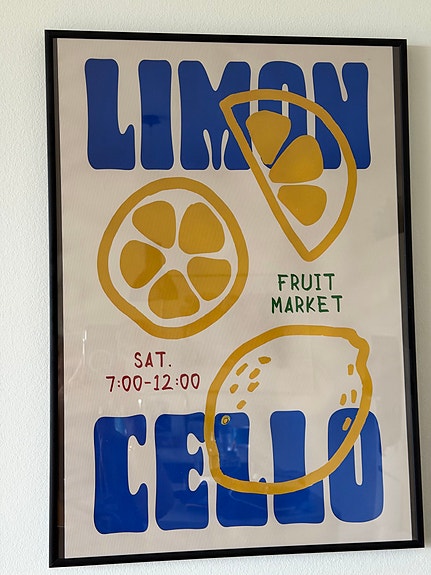 LIMON
FRUIT
MARKET
SAT.
7:00-12:00
CELLO